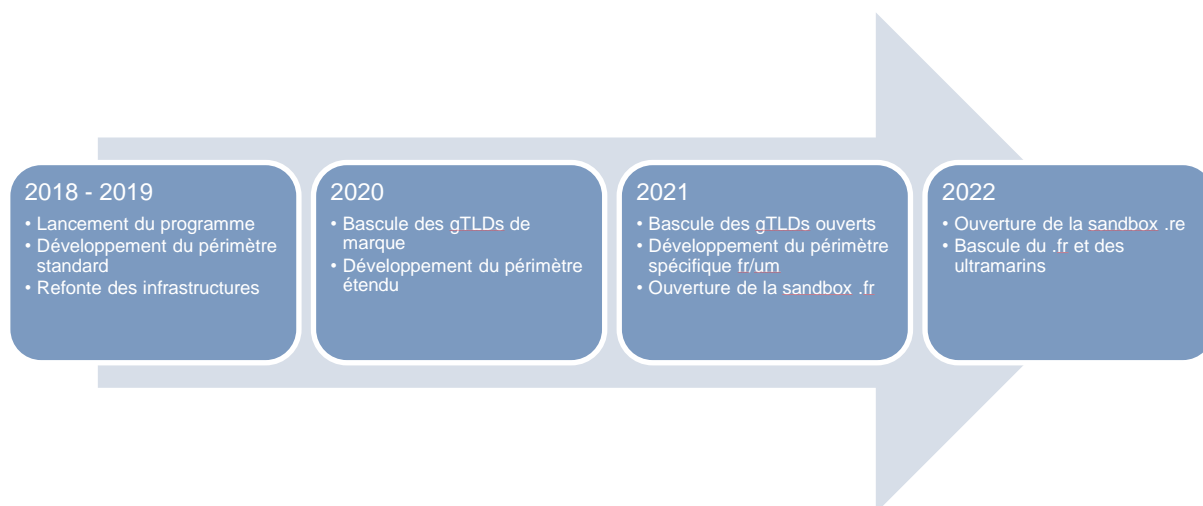 2018 - 2019
• Lancement du programme
• Développement du périmètre
standard
• Refonte des infrastructures
2020
• Bascule des gTLDs de
marque
• Développement du périmètre
étendu
2021
• Bascule des gTLDs ouverts
• Développement du périmètre
spécifique fr/um
• Ouverture de la sandbox .fr
2022
• Ouverture de la sandbox .re
• Bascule du .fr et des
ultramarins